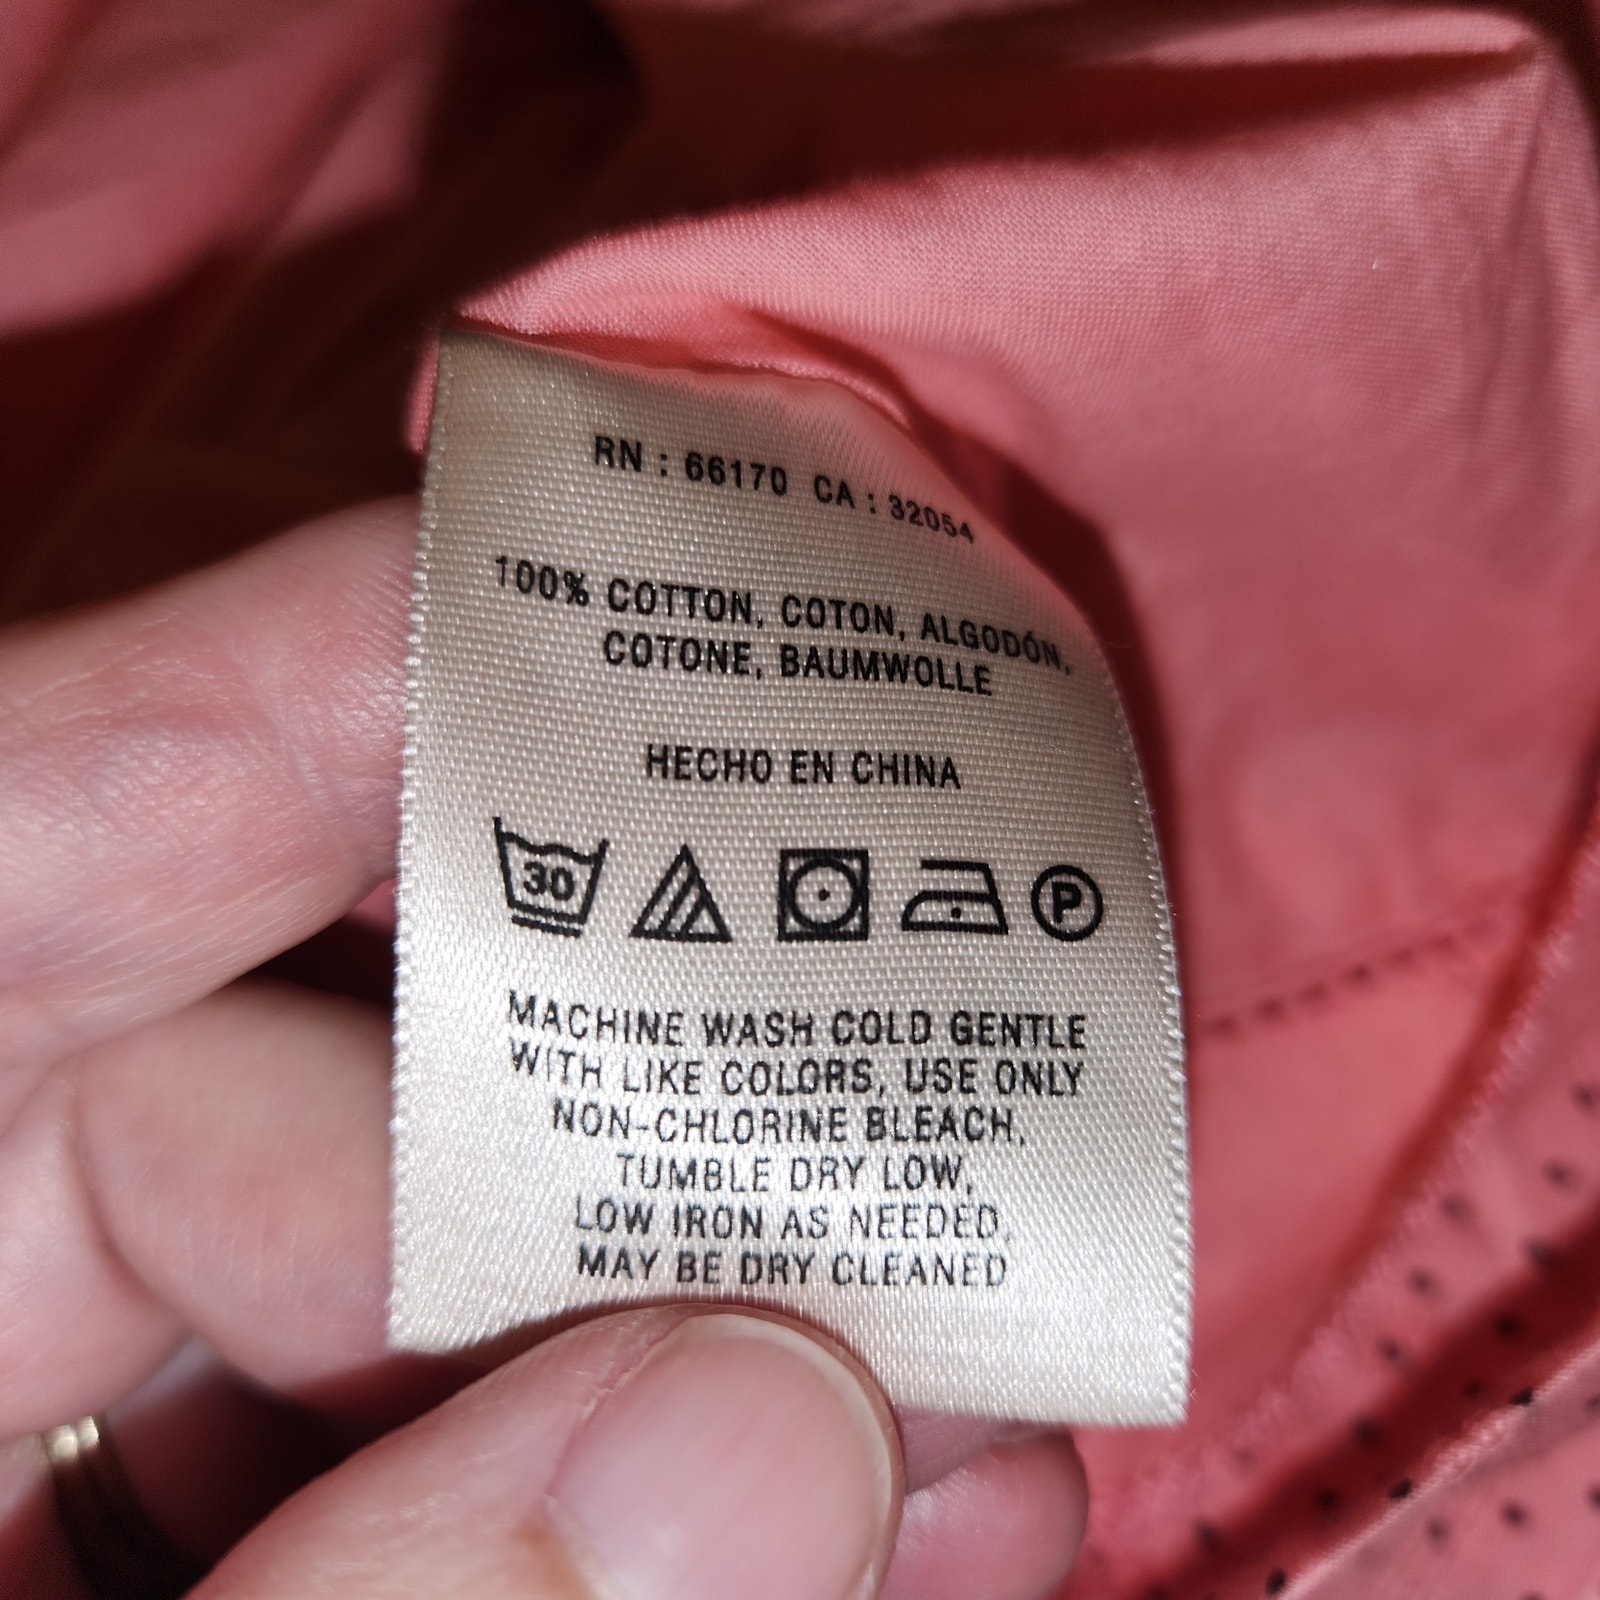 RN : 66170 CA : 32054
100% COTTON, COTON, ALGODÓN,
COTONE, BAUMWOLLE
HECHO EN CHINA
30 P
MACHINE WASH COLD GENTLE
WITH LIKE COLORS, USE ONLY
NON-CHLORINE BLEACH,
TUMBLE DRY LOW,
LOW IRON AS NEEDED,
MAY BE DRY CLEANED